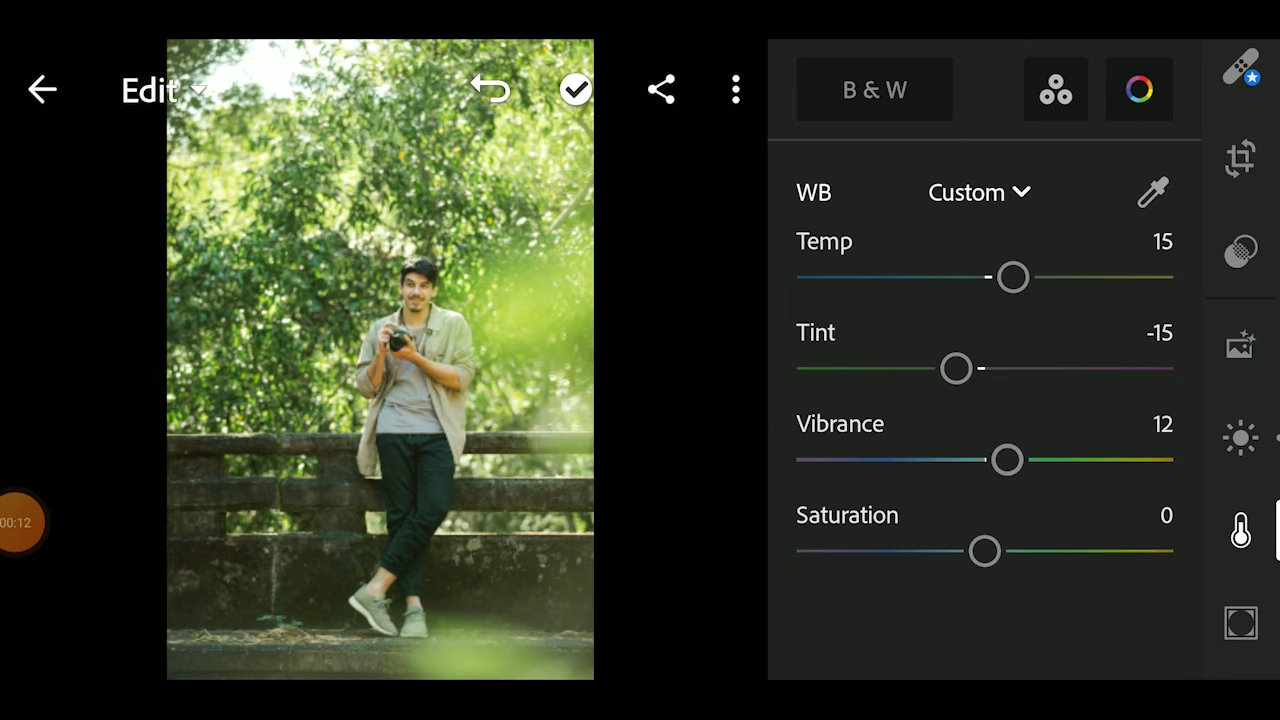 Edit
B & W
WB Custom
Temp 15
Tint -15
Vibrance 12
Saturation 0
00:12